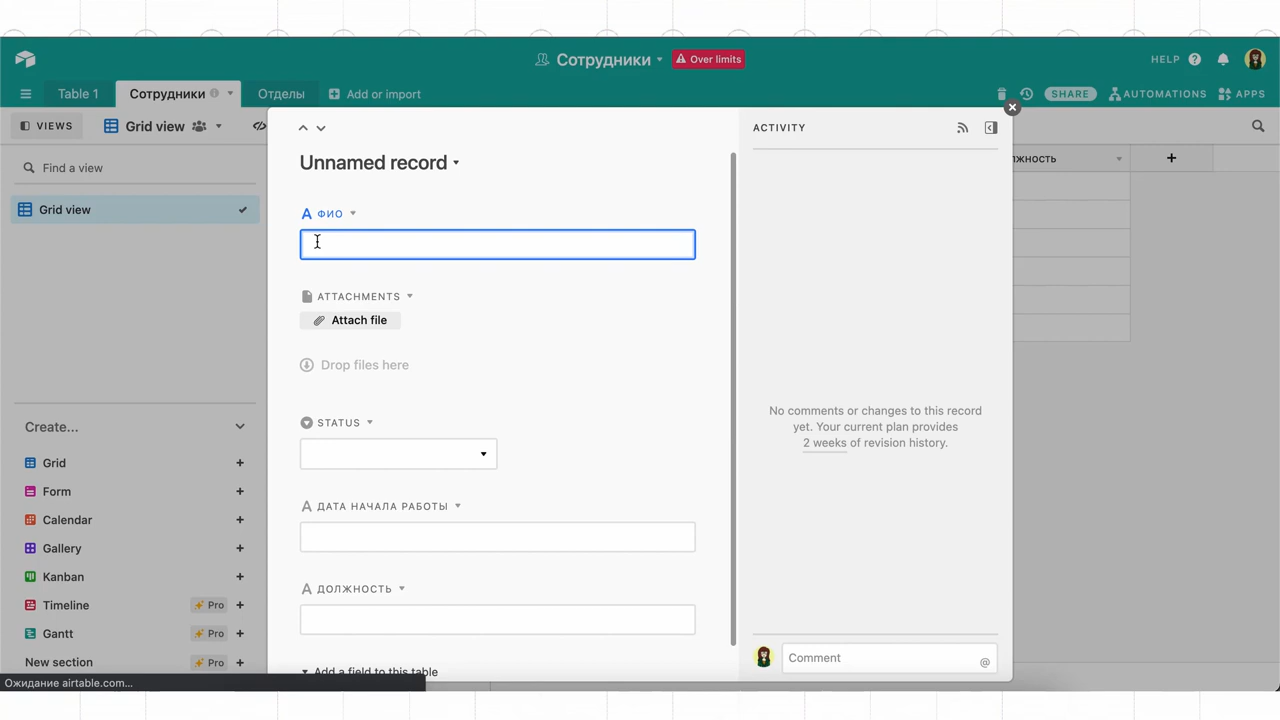 Сотрудники
Over limits
HELP
Table 1
Сотрудники
Отделы
Add or import
SHARE
AUTOMATIONS
APPS
VIEWS
Grid view
Find a view
Grid view
Create...
Grid
Form
Calendar
Gallery
Kanban
Timeline
Pro
Gantt
Pro
New section
Pro
Ожидание airtable.com...
Unnamed record
ФИО
ATTACHMENTS
Attach file
Drop files here
STATUS
ДАТА НАЧАЛА РАБОТЫ
ДОЛЖНОСТЬ
Add a field to this table
ACTIVITY
No comments or changes to this record
yet. Your current plan provides
2 weeks of revision history.
Comment
@
лжность